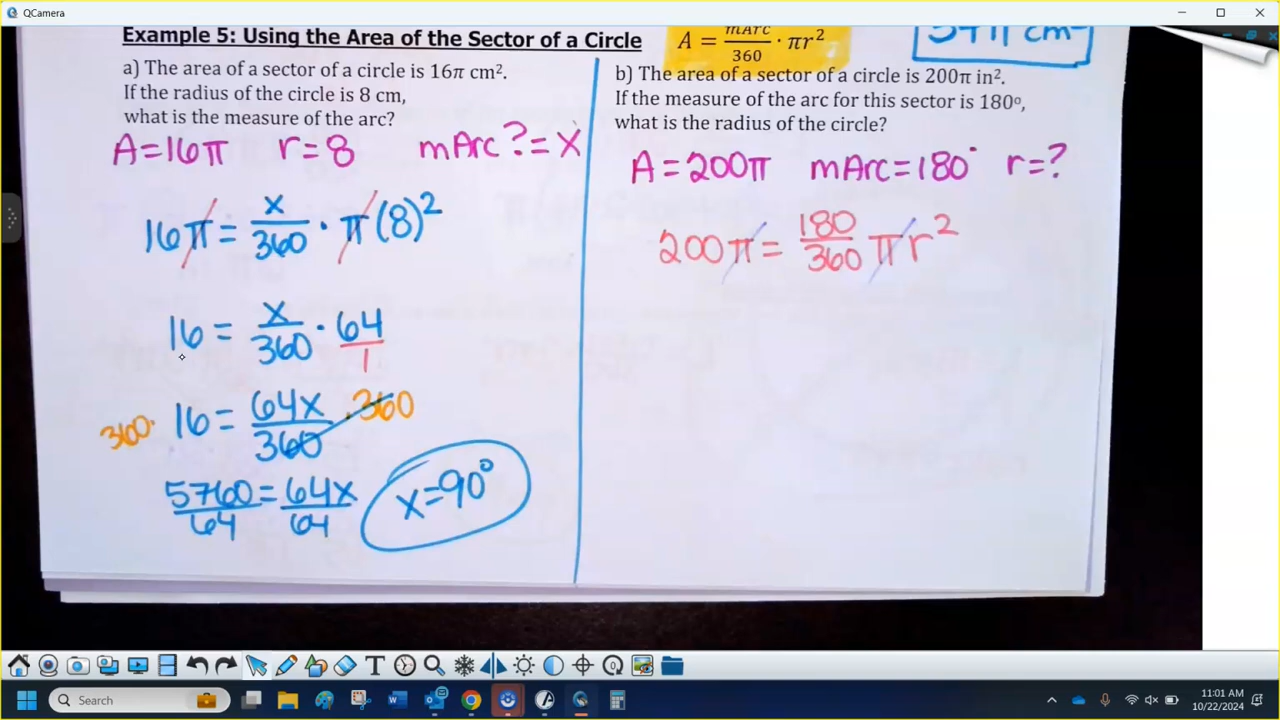 QCamera
Example 5: Using the Area of the Sector of a Circle
A = mArc/360 · πr²
a) The area of a sector of a circle is 16π cm².
If the radius of the circle is 8 cm,
what is the measure of the arc?
A=16π r=8 mArc?=X
16π = x/360 · π(8)²
16 = x/360 · 64/1
360· 16 = 64x/360 · 360
5760/64 = 64x/64
x=90°
b) The area of a sector of a circle is 200π in².
If the measure of the arc for this sector is 180°,
what is the radius of the circle?
A=200π mArc=180° r=?
200π = 180/360 πr²
Search
11:01 AM
10/22/2024